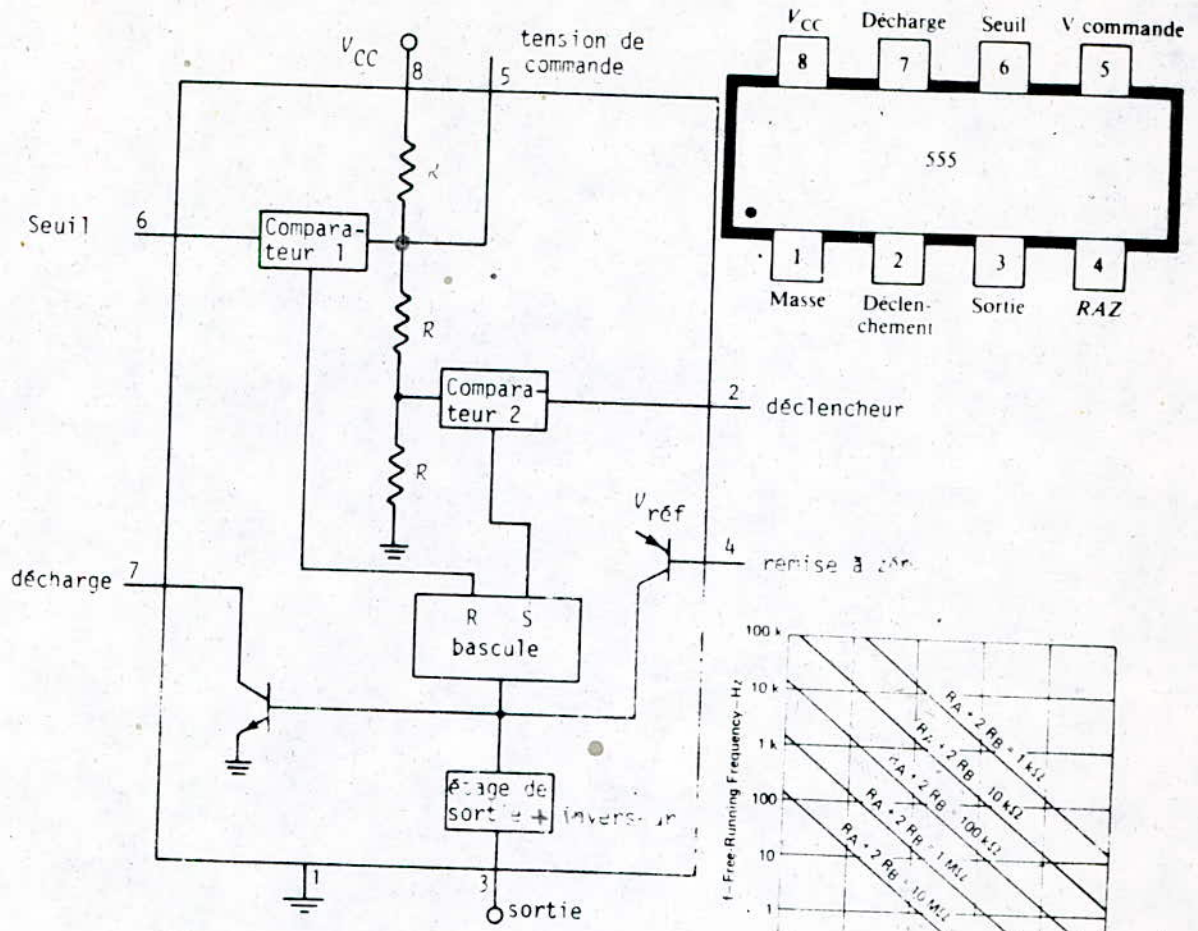 V_CC
8
tension de
commande
5
Seuil
6
Compara-
teur 1
R
Compara-
teur 2
2
déclencheur
R
V_réf
4
remise à
décharge
7
R S
bascule
étage de
sortie +
1
3
sortie
V_CC Décharge Seuil V commande
8 7 6 5
555
1 2 3 4
Masse Déclen-
chement Sortie RAZ
f–Free-Running Frequency–Hz
100 k
10 k
1 k
100
10
1
RA + 2 RB = 1 kΩ
RA + 2 RB = 10 kΩ
RA + 2 RB = 100 kΩ
RA + 2 RB = 1 MΩ
RA + 2 RB = 10 MΩ